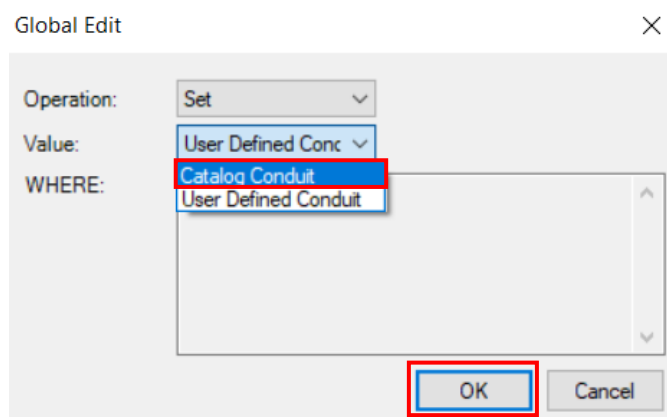 Global Edit
Operation: Set
Value: User Defined Conc
Catalog Conduit
WHERE:
User Defined Conduit
OK Cancel